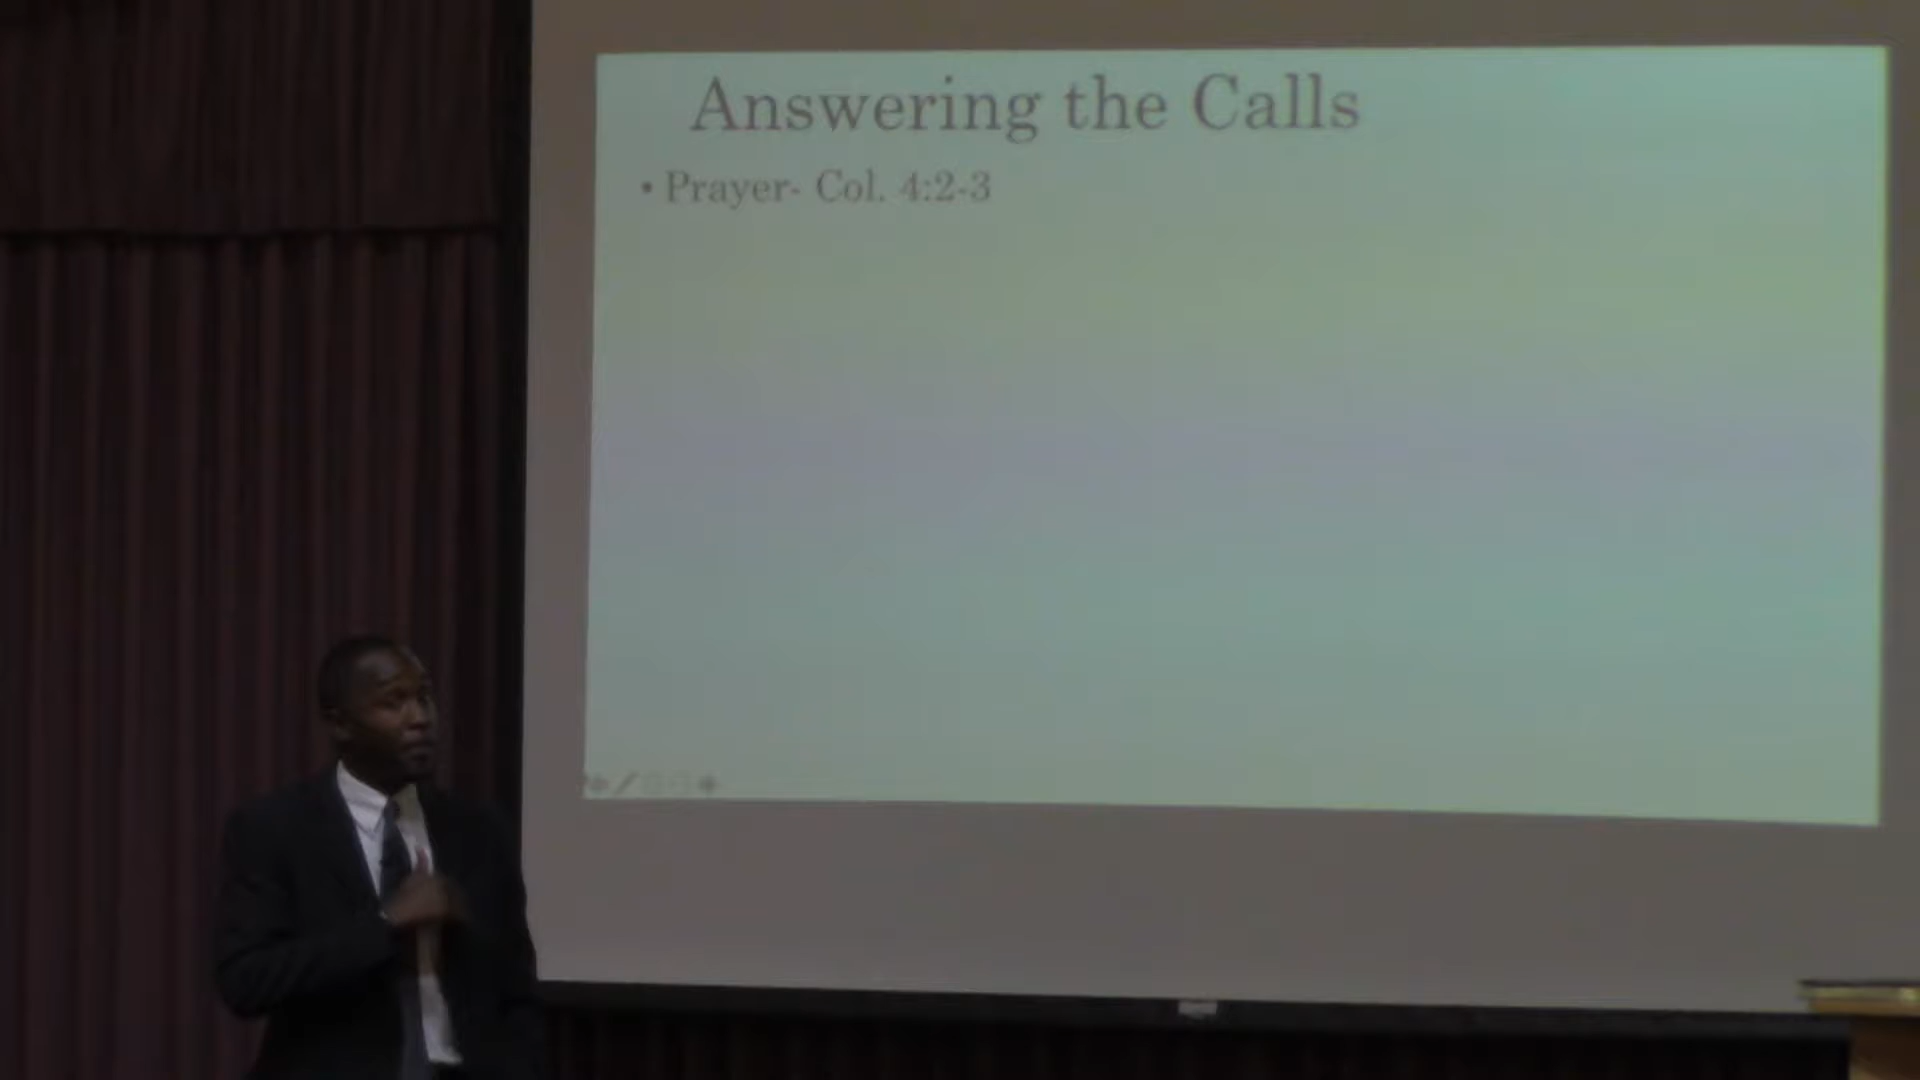 Answering the Calls
• Prayer- Col. 4:2-3